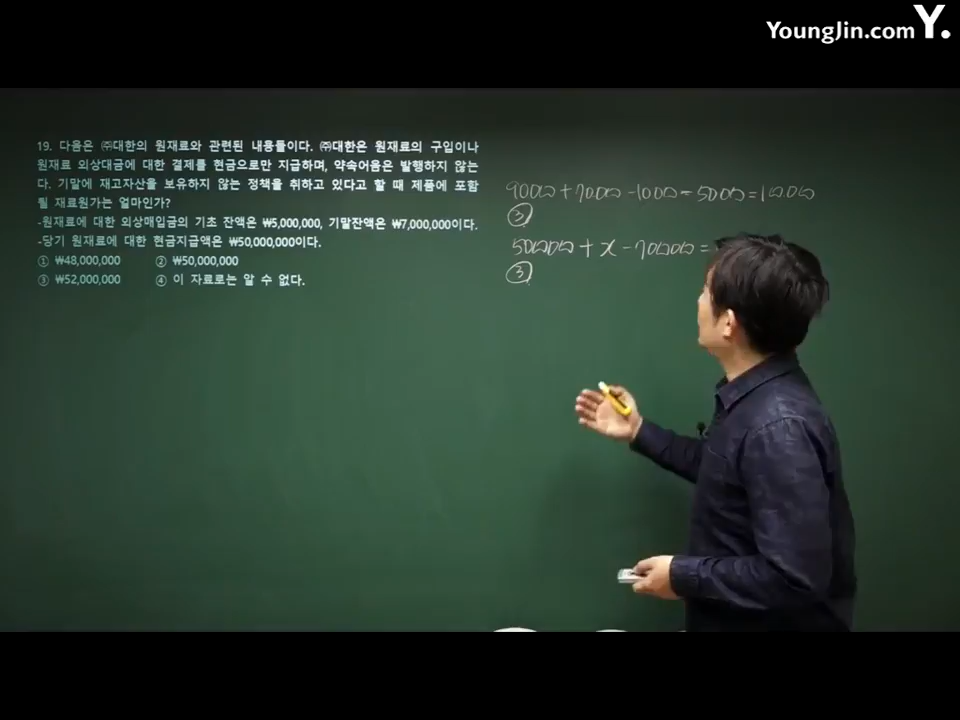 YoungJin.com Y.
19. 다음은 ㈜대한의 원재료와 관련된 내용들이다. ㈜대한은 원재료의 구입이나
원재료 외상대금에 대한 결제를 현금으로만 지급하며, 약속어음은 발행하지 않는
다. 기말에 재고자산을 보유하지 않는 정책을 취하고 있다고 할 때 제품에 포함
될 재료원가는 얼마인가?
-원재료에 대한 외상매입금의 기초 잔액은 ₩5,000,000, 기말잔액은 ₩7,000,000이다.
-당기 원재료에 대한 현금지급액은 ₩50,000,000이다.
① ₩48,000,000 ② ₩50,000,000
③ ₩52,000,000 ④ 이 자료로는 알 수 없다.
②
③